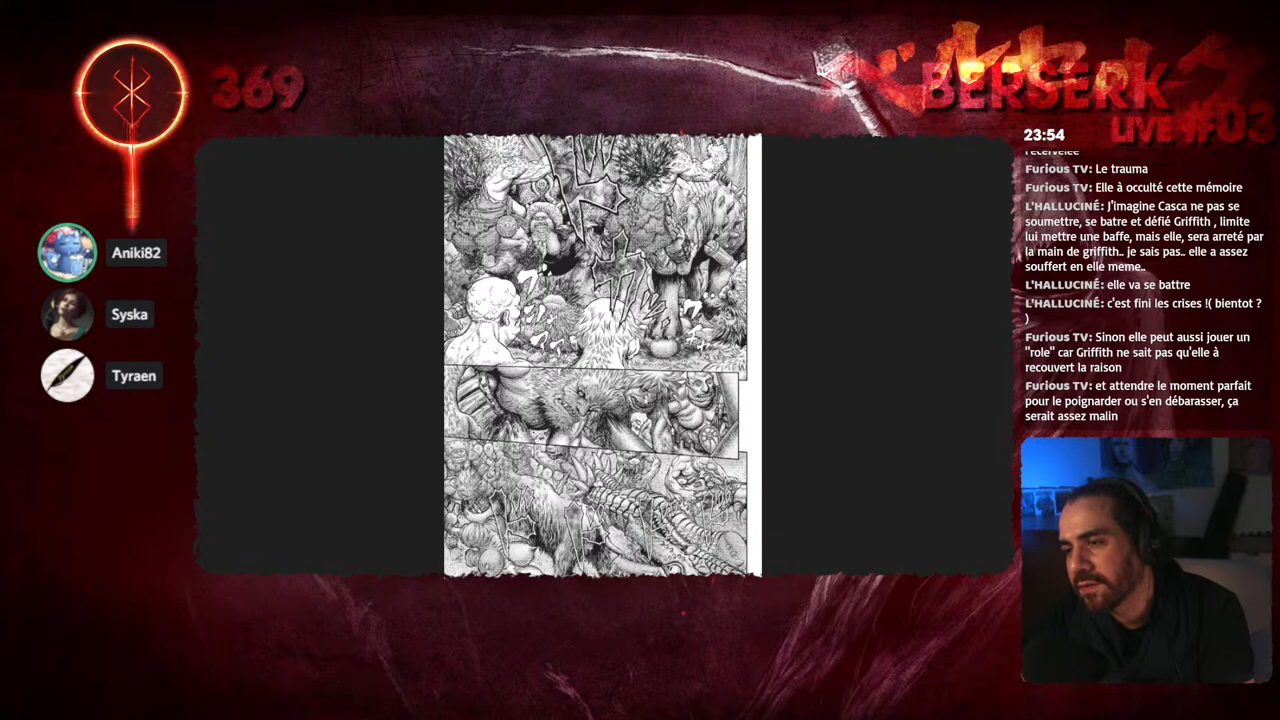 369
ベルセルク
BERSERK
LIVE #03
23:54
Furious TV: Le trauma
Furious TV: Elle à occulté cette mémoire
L'HALLUCINÉ: J'imagine Casca ne pas se
soumettre, se batre et défié Griffith , limite
lui mettre une baffe, mais elle, sera arreté par
la main de griffith.. je sais pas.. elle a assez
souffert en elle meme..
L'HALLUCINÉ: elle va se battre
L'HALLUCINÉ: c'est fini les crises !( bientot ?
)
Furious TV: Sinon elle peut aussi jouer un
"role" car Griffith ne sait pas qu'elle à
recouvert la raison
Furious TV: et attendre le moment parfait
pour le poignarder ou s'en débarasser, ça
serait assez malin
Aniki82
Syska
Tyraen